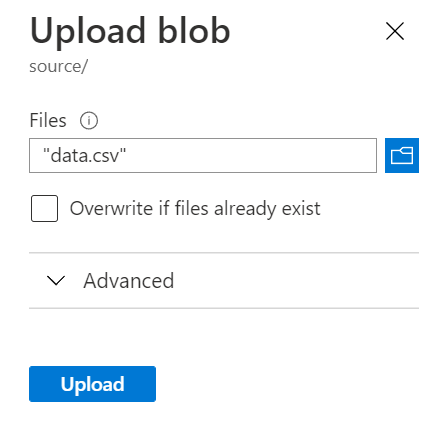 Upload blob
source/
Files
"data.csv"
Overwrite if files already exist
Advanced
Upload